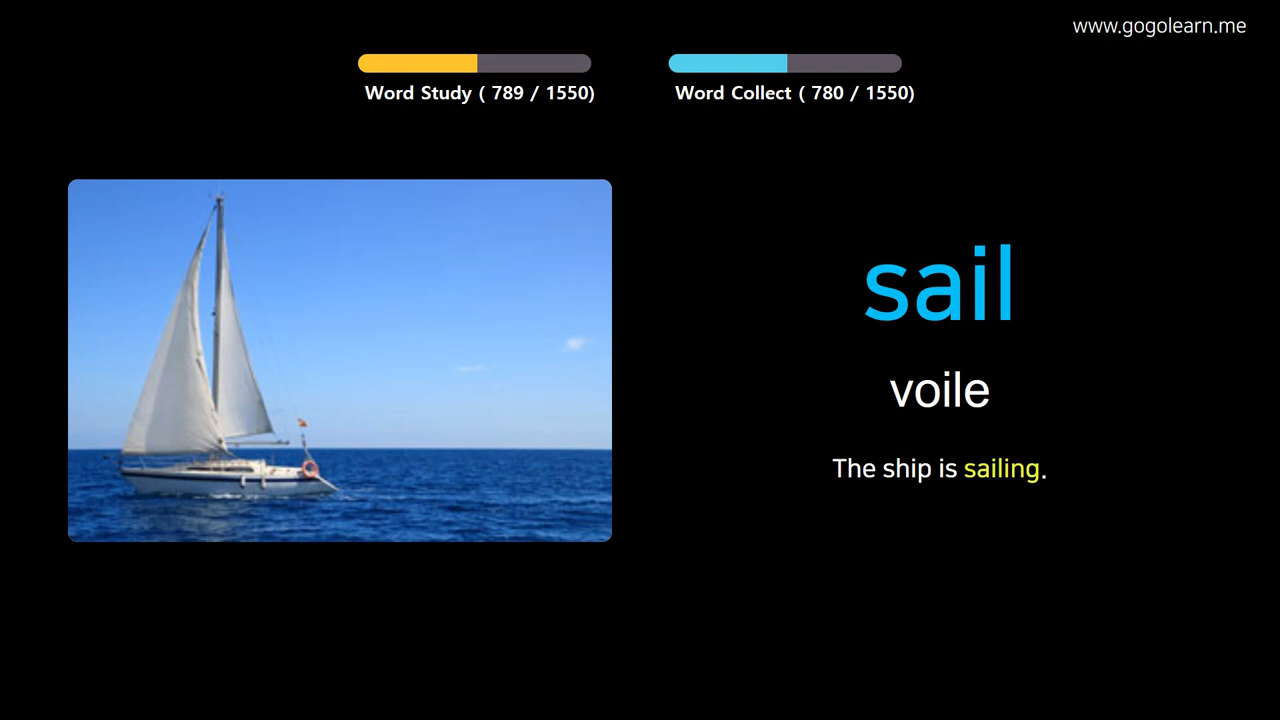 www.gogolearn.me
Word Study ( 789 / 1550)
Word Collect ( 780 / 1550)
sail
voile
The ship is sailing.